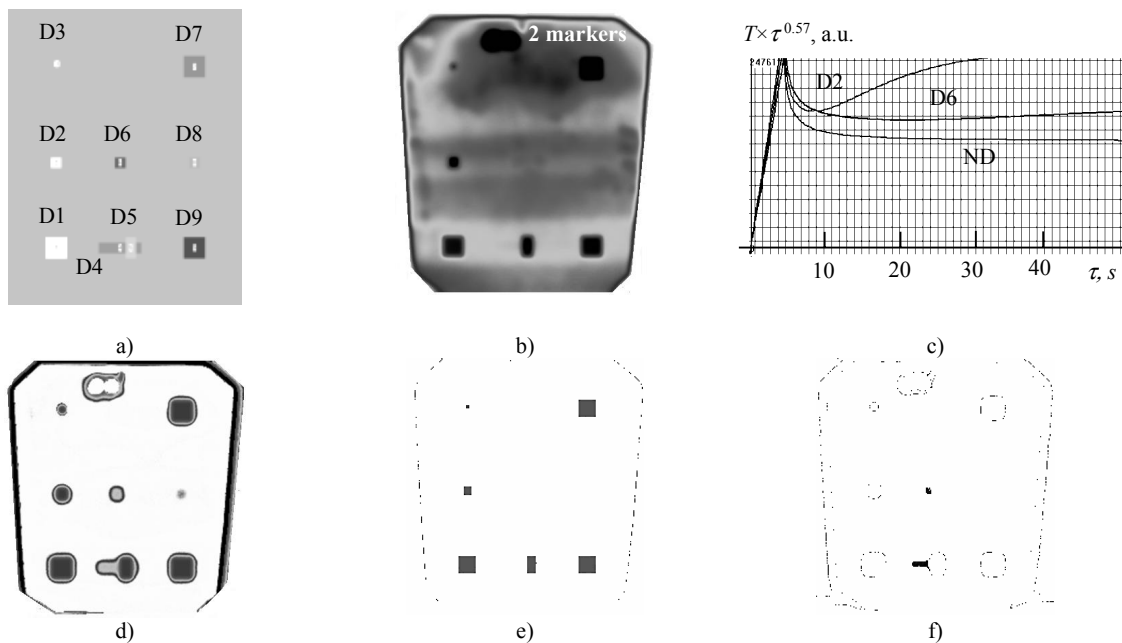 D3 D7
D2 D6 D8
D1 D5 D9
D4
a)
2 markers
b)
T×τ^0.57, a.u.
24761
D2
D6
ND
10 20 30 40 τ, s
c)
d)
e)
f)